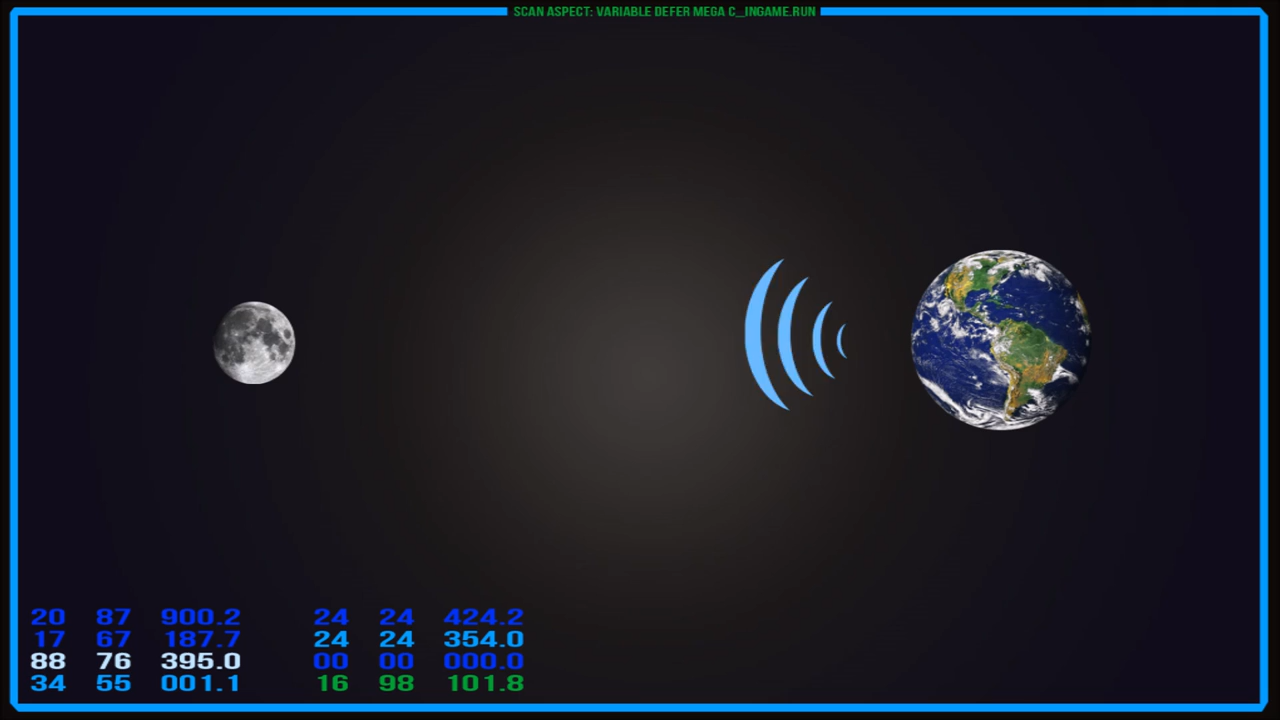 SCAN ASPECT: VARIABLE DEFER MEGA C_INGAME.RUN
20 87 900.2 24 24 424.2
17 67 187.7 24 24 354.0
88 76 395.0 00 00 000.0
34 55 001.1 16 98 101.8